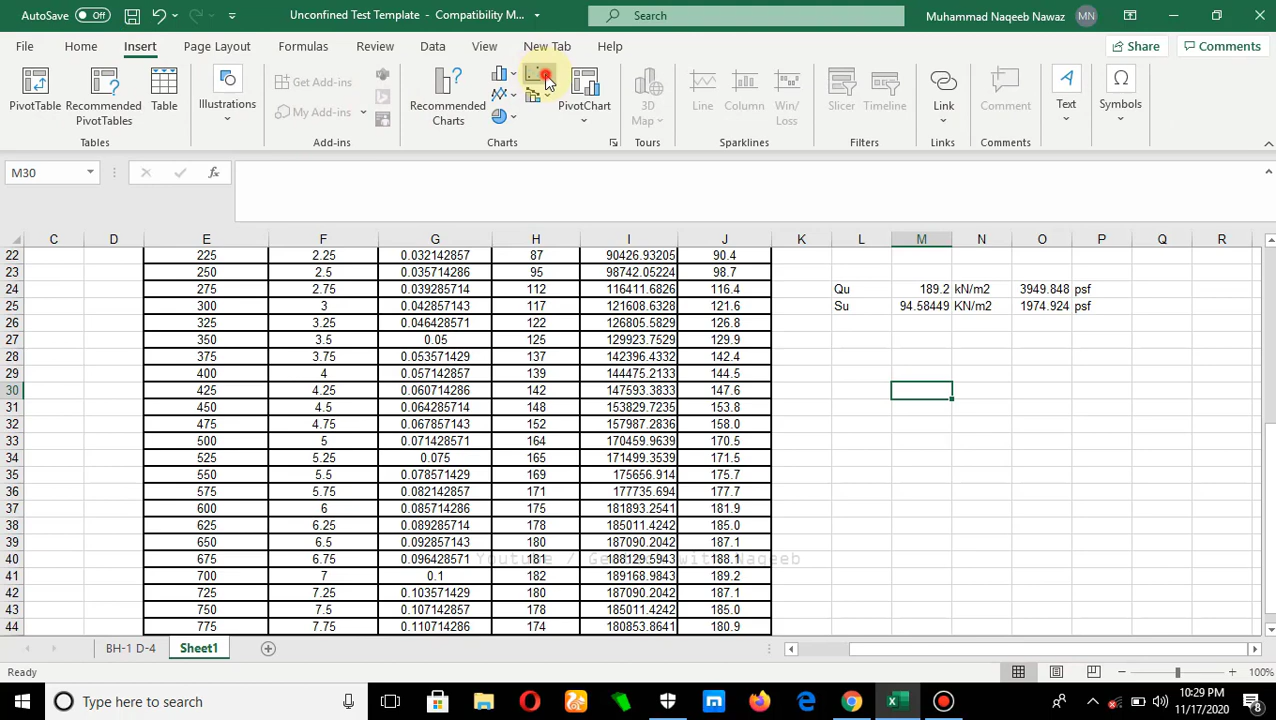 AutoSave Off Unconfined Test Template - Compatibility M... Search Muhammad Naqeeb Nawaz MN
File Home Insert Page Layout Formulas Review Data View New Tab Help Share Comments
PivotTable Recommended PivotTables Table Illustrations Get Add-ins My Add-ins Recommended Charts PivotChart 3D Map Line Column Win/ Loss Slicer Timeline Link Comment Text Symbols
Tables Add-ins Charts Tours Sparklines Filters Links Comments
M30 fx
C D E F G H I J K L M N O P Q R
22 225 2.25 0.032142857 87 90426.93205 90.4
23 250 2.5 0.035714286 95 98742.05224 98.7
24 275 2.75 0.039285714 112 116411.6826 116.4 Qu 189.2 kN/m2 3949.848 psf
25 300 3 0.042857143 117 121608.6328 121.6 Su 94.58449 KN/m2 1974.924 psf
26 325 3.25 0.046428571 122 126805.5829 126.8
27 350 3.5 0.05 125 129923.7529 129.9
28 375 3.75 0.053571429 137 142396.4332 142.4
29 400 4 0.057142857 139 144475.2133 144.5
30 425 4.25 0.060714286 142 147593.3833 147.6
31 450 4.5 0.064285714 148 153829.7235 153.8
32 475 4.75 0.067857143 152 157987.2836 158.0
33 500 5 0.071428571 164 170459.9639 170.5
34 525 5.25 0.075 165 171499.3539 171.5
35 550 5.5 0.078571429 169 175656.914 175.7
36 575 5.75 0.082142857 171 177735.694 177.7
37 600 6 0.085714286 175 181893.2541 181.9
38 625 6.25 0.089285714 178 185011.4242 185.0
39 650 6.5 0.092857143 180 187090.2042 187.1
40 675 6.75 0.096428571 181 188129.5943 188.1
41 700 7 0.1 182 189168.9843 189.2
42 725 7.25 0.103571429 180 187090.2042 187.1
43 750 7.5 0.107142857 178 185011.4242 185.0
44 775 7.75 0.110714286 174 180853.8641 180.9
BH-1 D-4 Sheet1
Ready 100%
Type here to search 10:29 PM
11/17/2020